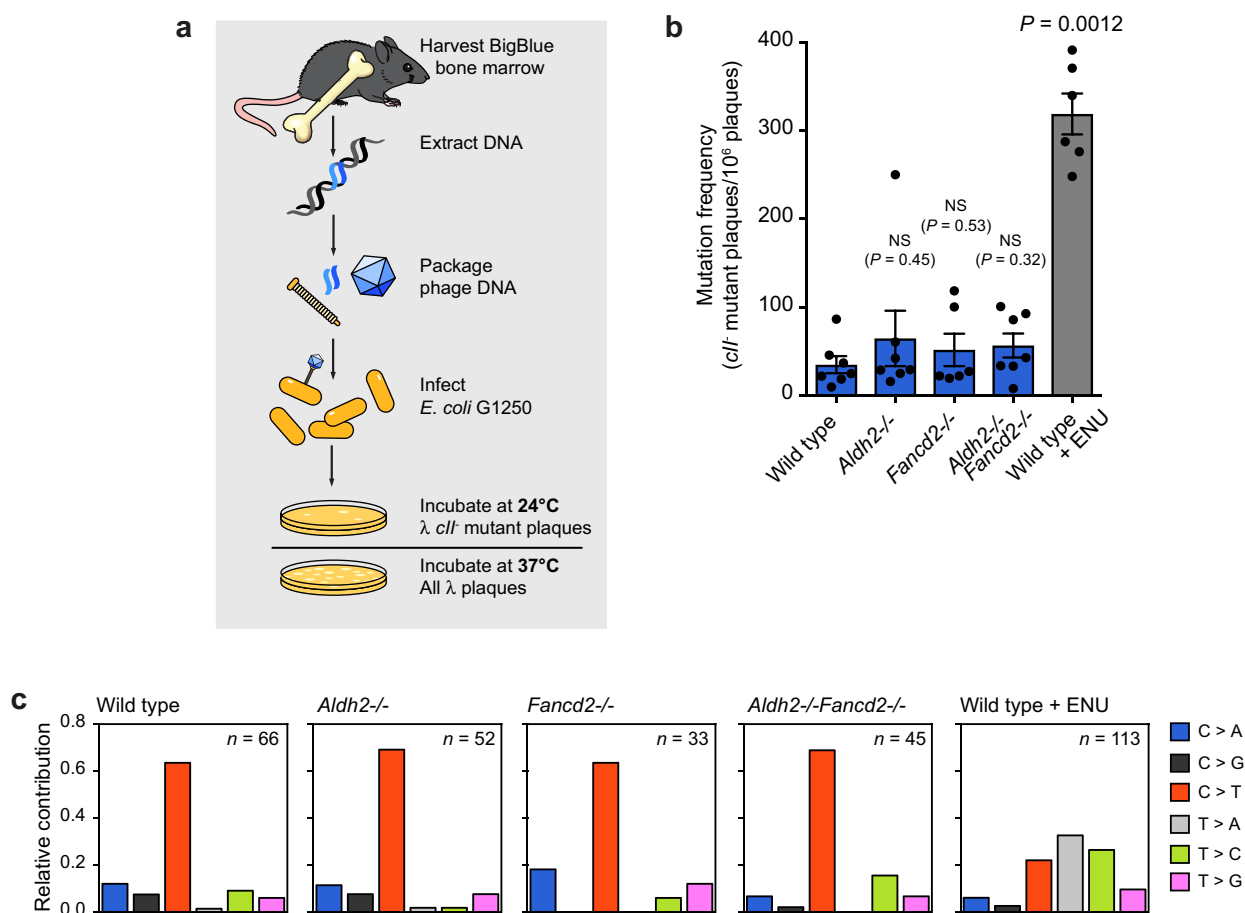 a
Harvest BigBlue
bone marrow
Extract DNA
Package
phage DNA
Infect
E. coli G1250
Incubate at 24°C
λ cII- mutant plaques
Incubate at 37°C
All λ plaques
b
P = 0.0012
Mutation frequency
(cII- mutant plaques/10⁶ plaques)
400
300
200
100
0
NS
(P = 0.45)
NS
(P = 0.53)
NS
(P = 0.32)
Wild type
Aldh2-/-
Fancd2-/-
Aldh2-/-
Fancd2-/-
Wild type
+ ENU
c
Relative contribution
0.8
0.6
0.4
0.2
0.0
Wild type
n = 66
Aldh2-/-
n = 52
Fancd2-/-
n = 33
Aldh2-/-Fancd2-/-
n = 45
Wild type + ENU
n = 113
C > A
C > G
C > T
T > A
T > C
T > G